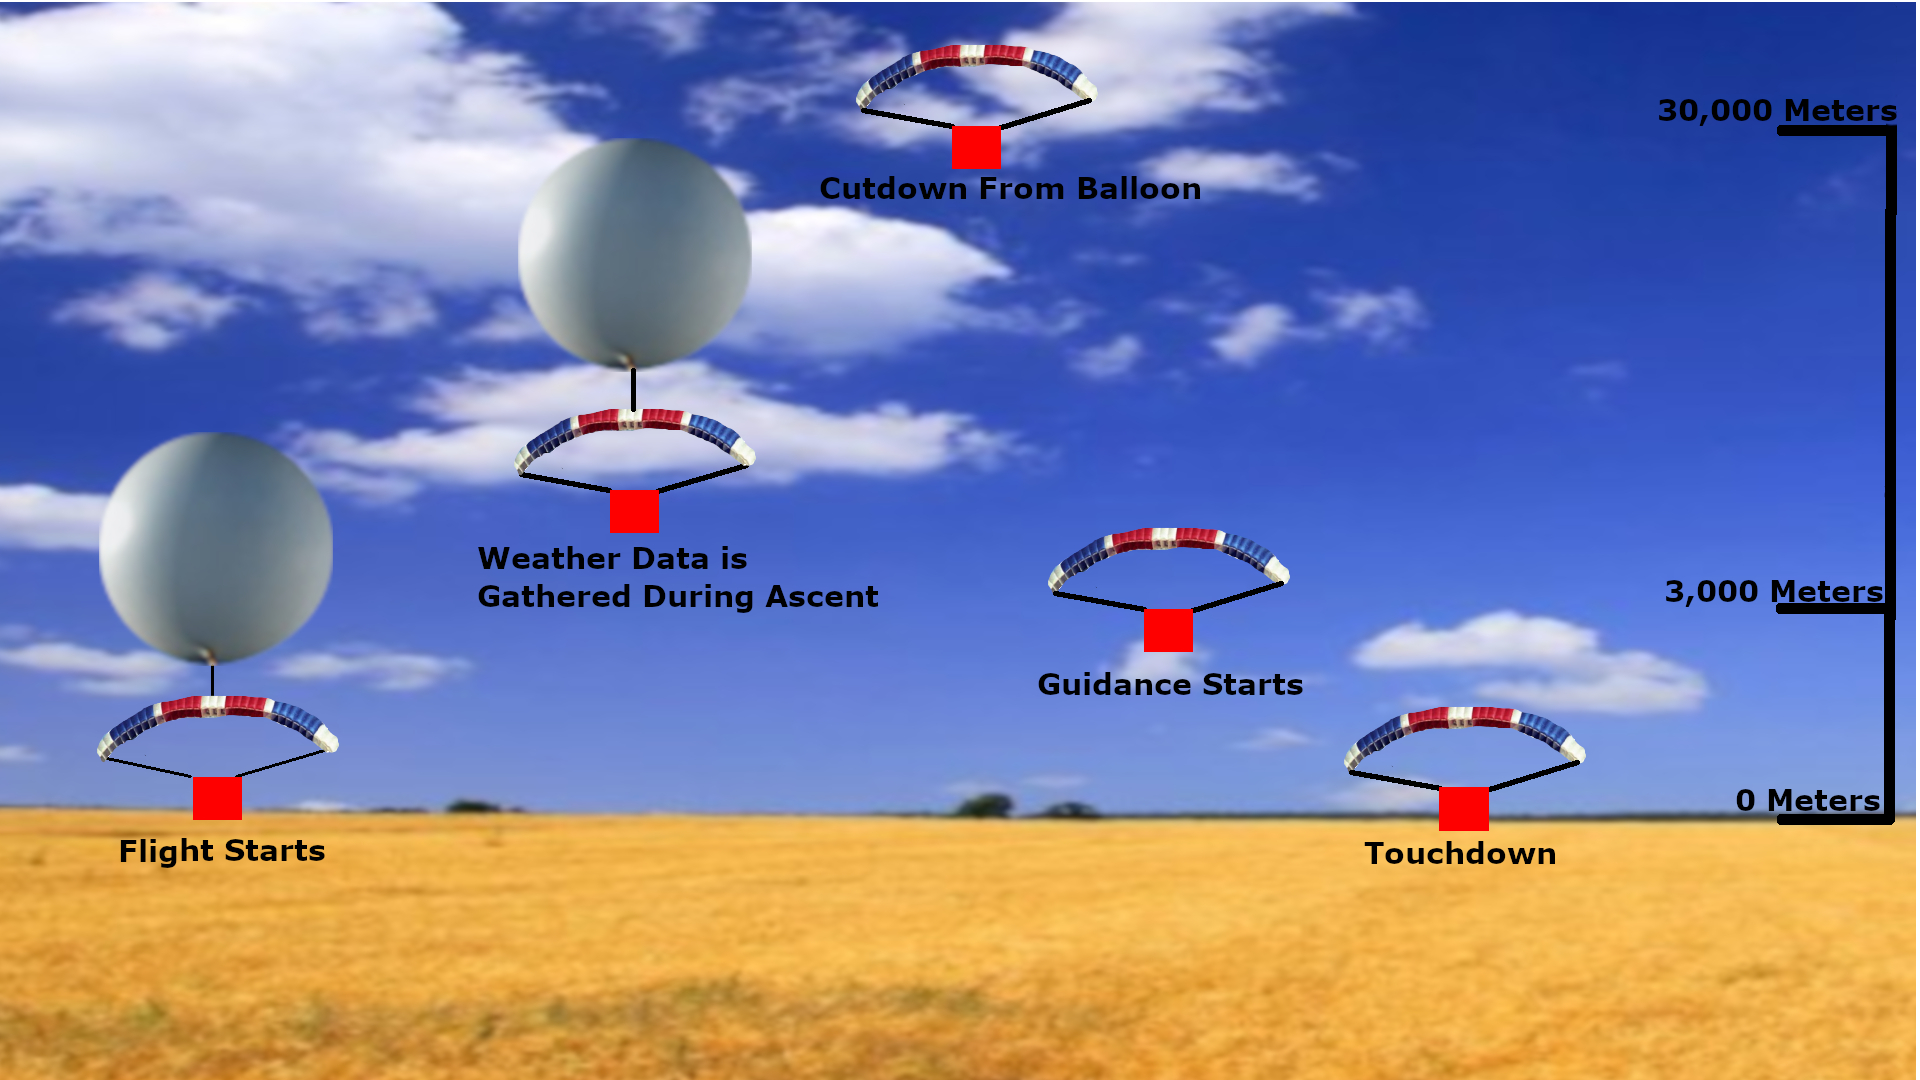 30,000 Meters
Cutdown From Balloon
Weather Data is
Gathered During Ascent
3,000 Meters
Guidance Starts
0 Meters
Flight Starts
Touchdown